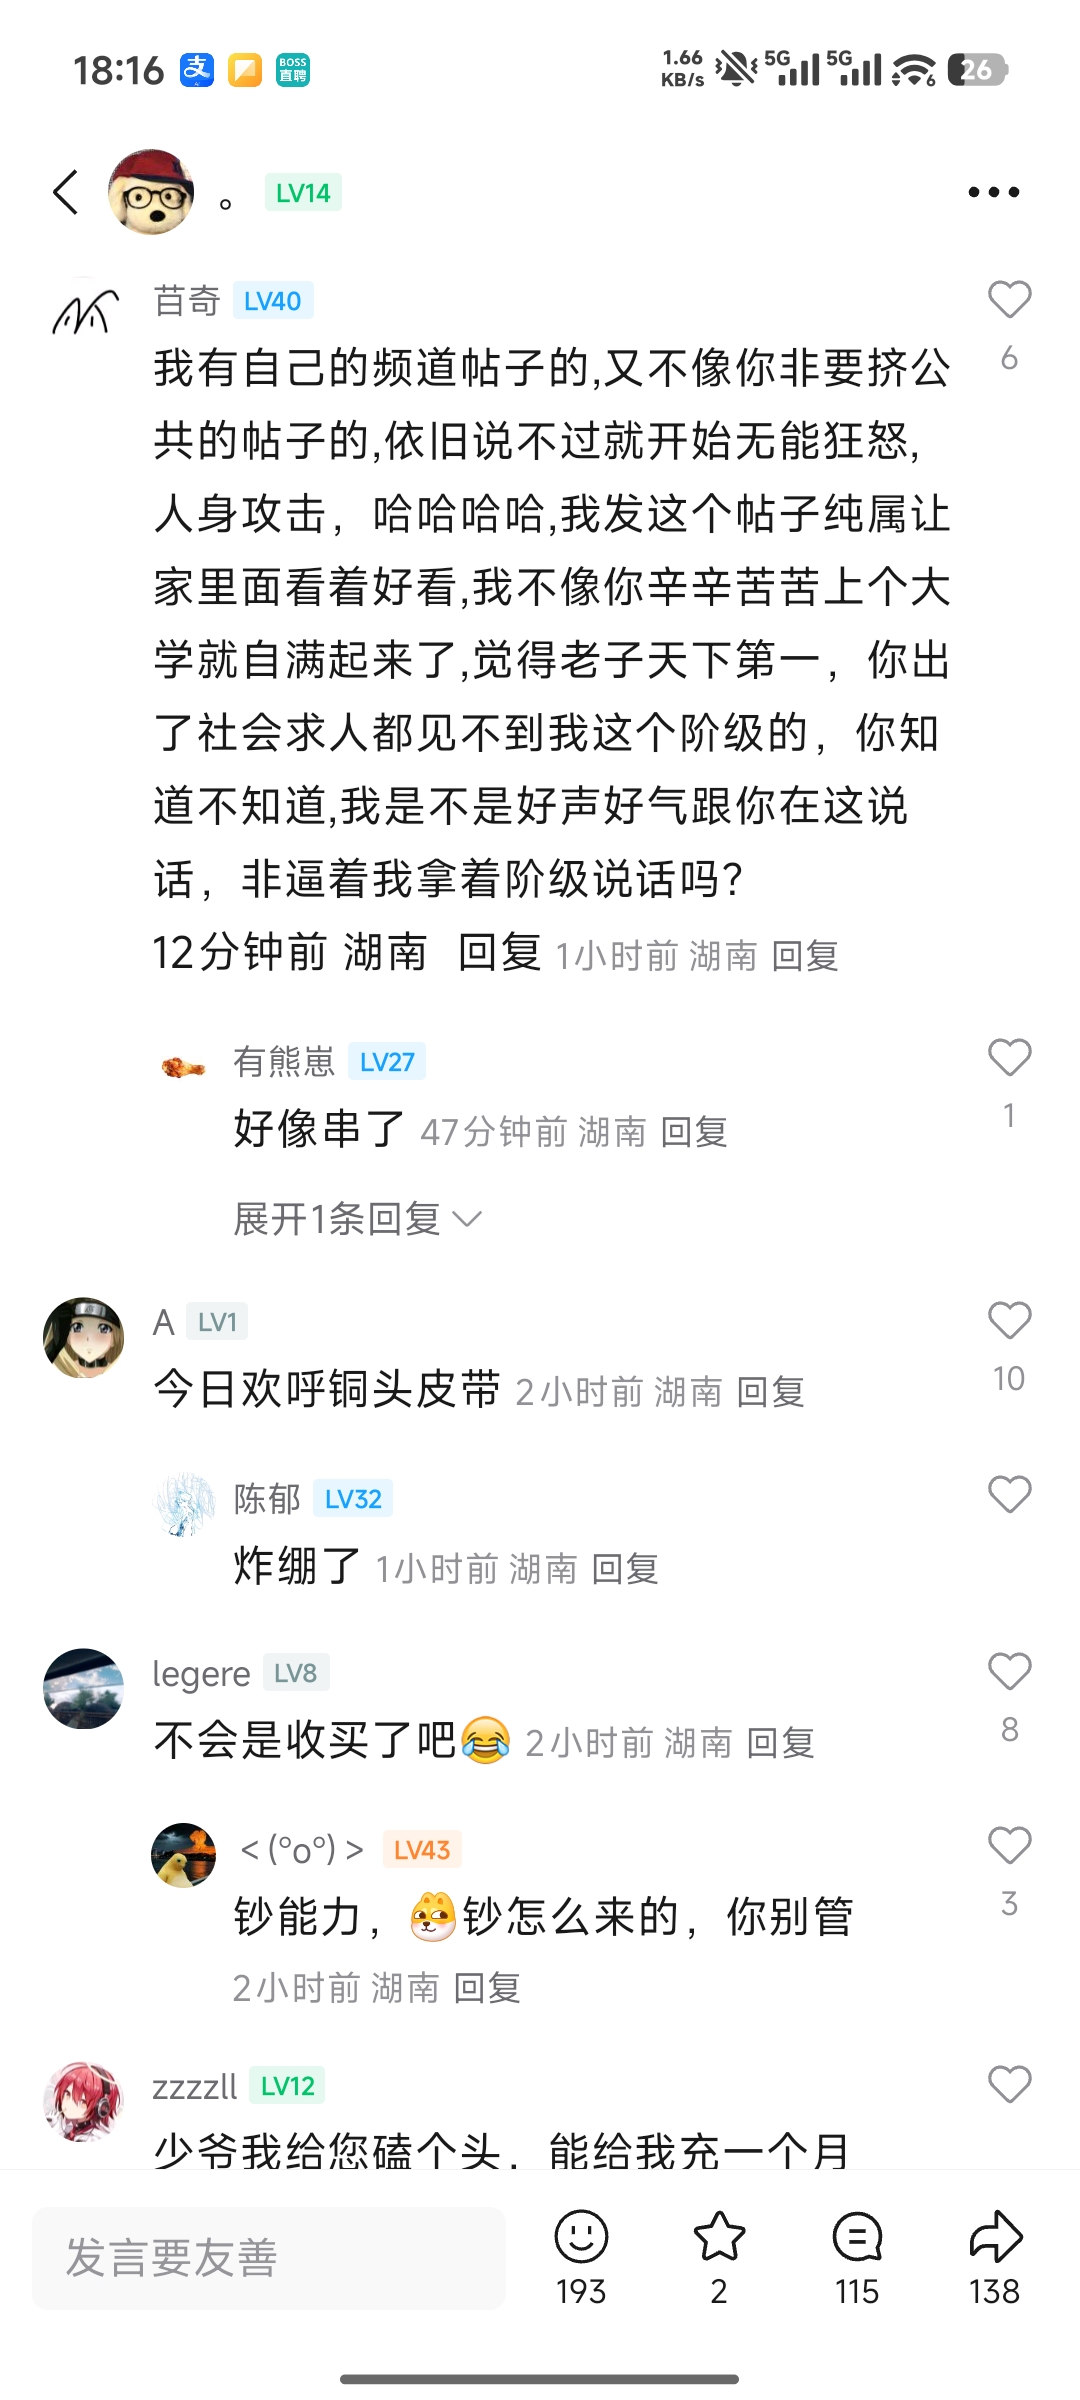 18:16 支 BOSS直聘 1.66 KB/s 5G 5G 6 26
。 LV14
苢奇 LV40
我有自己的频道帖子的,又不像你非要挤公
6
共的帖子的,依旧说不过就开始无能狂怒,
人身攻击，哈哈哈哈,我发这个帖子纯属让
家里面看着好看,我不像你辛辛苦苦上个大
学就自满起来了,觉得老子天下第一，你出
了社会求人都见不到我这个阶级的，你知
道不知道,我是不是好声好气跟你在这说
话，非逼着我拿着阶级说话吗?
12分钟前 湖南 回复 1小时前 湖南 回复
有熊崽 LV27
好像串了 47分钟前 湖南 回复
1
展开1条回复
A LV1
今日欢呼铜头皮带 2小时前 湖南 回复
10
陈郁 LV32
炸绷了 1小时前 湖南 回复
legere LV8
不会是收买了吧😂 2小时前 湖南 回复
8
＜(°o°)＞ LV43
钞能力，钞怎么来的，你别管
3
2小时前 湖南 回复
zzzzll LV12
少爷我给您磕个头，能给我充一个月
发言要友善
193 2 115 138